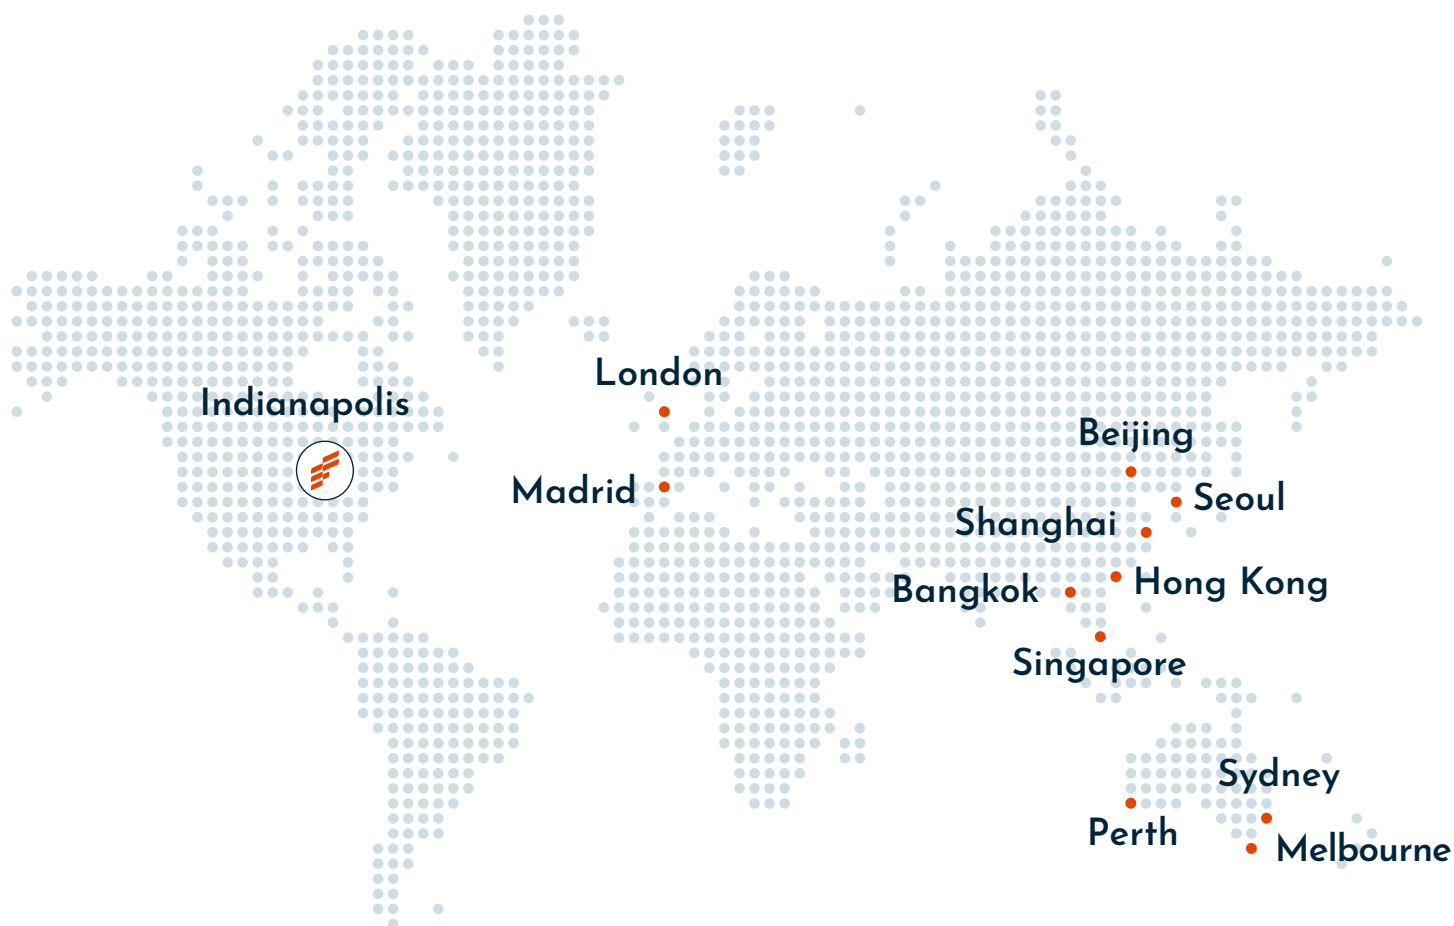 London
Indianapolis
Beijing
Madrid
Seoul
Shanghai
Hong Kong
Bangkok
Singapore
Sydney
Perth
Melbourne